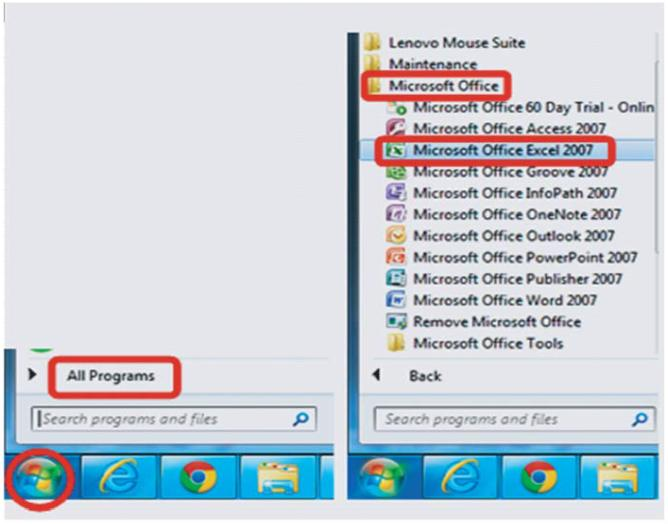 All Programs
Search programs and files
Lenovo Mouse Suite
Maintenance
Microsoft Office
Microsoft Office 60 Day Trial - Onlin
Microsoft Office Access 2007
Microsoft Office Excel 2007
Microsoft Office Groove 2007
Microsoft Office InfoPath 2007
Microsoft Office OneNote 2007
Microsoft Office Outlook 2007
Microsoft Office PowerPoint 2007
Microsoft Office Publisher 2007
Microsoft Office Word 2007
Remove Microsoft Office
Microsoft Office Tools
Back
Search programs and files